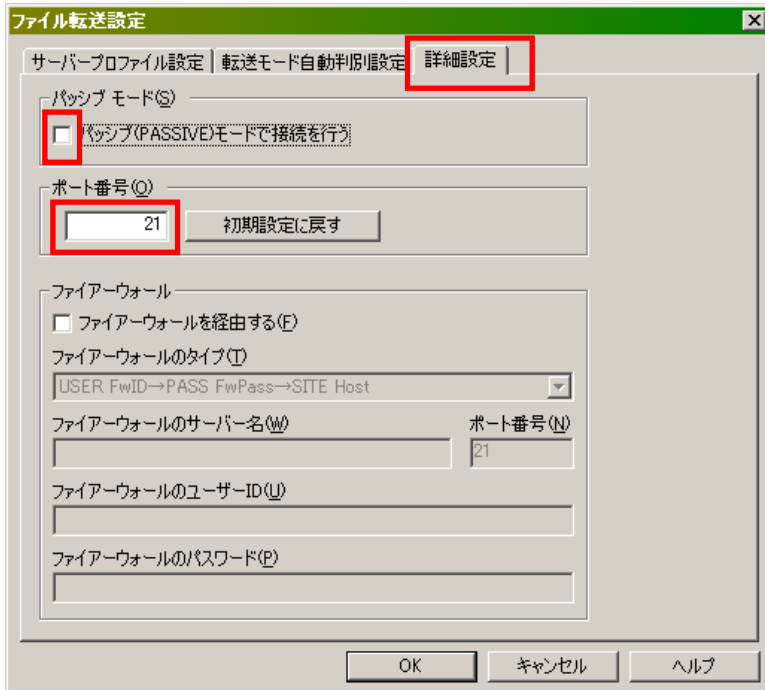 ファイル転送設定
サーバープロファイル設定 転送モード自動判別設定 詳細設定
パッシブ モード(S)
パッシブ(PASSIVE)モードで接続を行う
ポート番号(O)
21 初期設定に戻す
ファイアーウォール
ファイアーウォールを経由する(F)
ファイアーウォールのタイプ(T)
USER FwID→PASS FwPass→SITE Host
ファイアーウォールのサーバー名(W) ポート番号(N)
21
ファイアーウォールのユーザーID(U)
ファイアーウォールのパスワード(P)
OK キャンセル ヘルプ